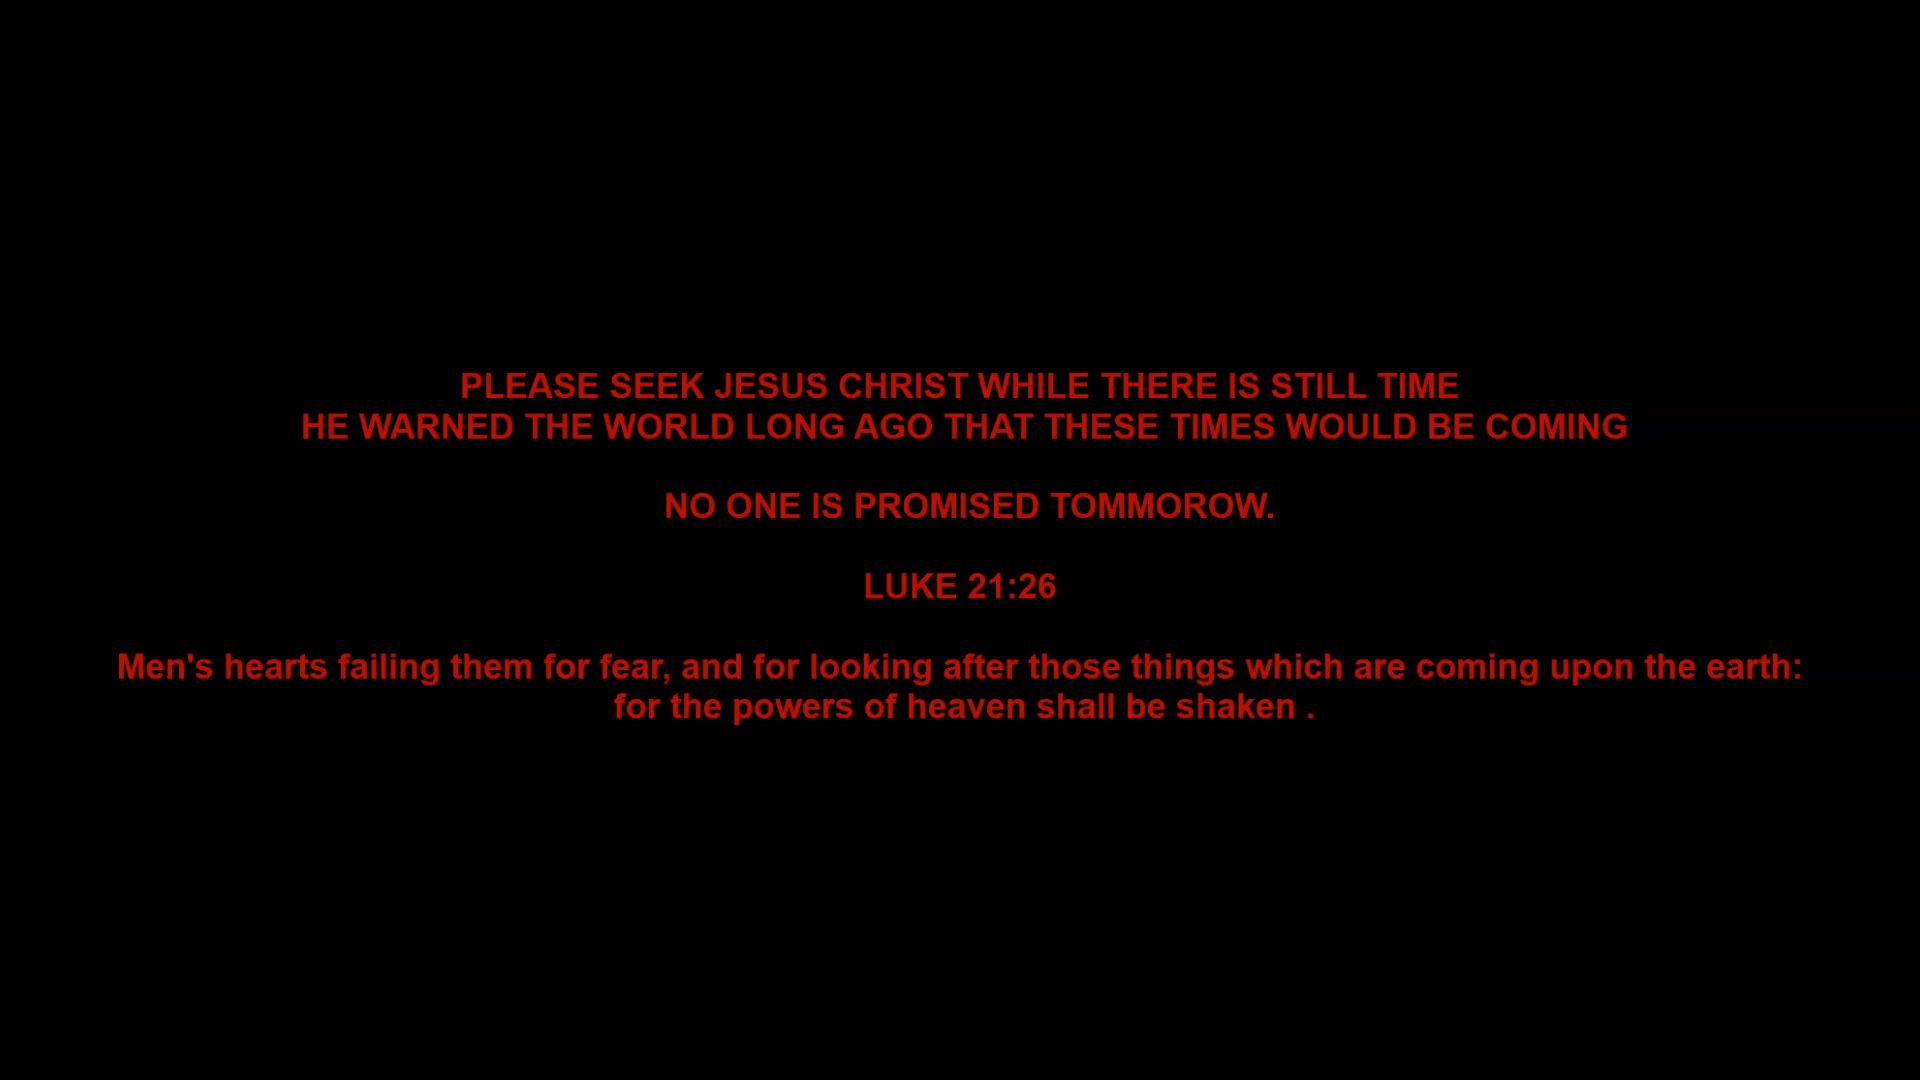 PLEASE SEEK JESUS CHRIST WHILE THERE IS STILL TIME
HE WARNED THE WORLD LONG AGO THAT THESE TIMES WOULD BE COMING
NO ONE IS PROMISED TOMMOROW.
LUKE 21:26
Men's hearts failing them for fear, and for looking after those things which are coming upon the earth:
for the powers of heaven shall be shaken .